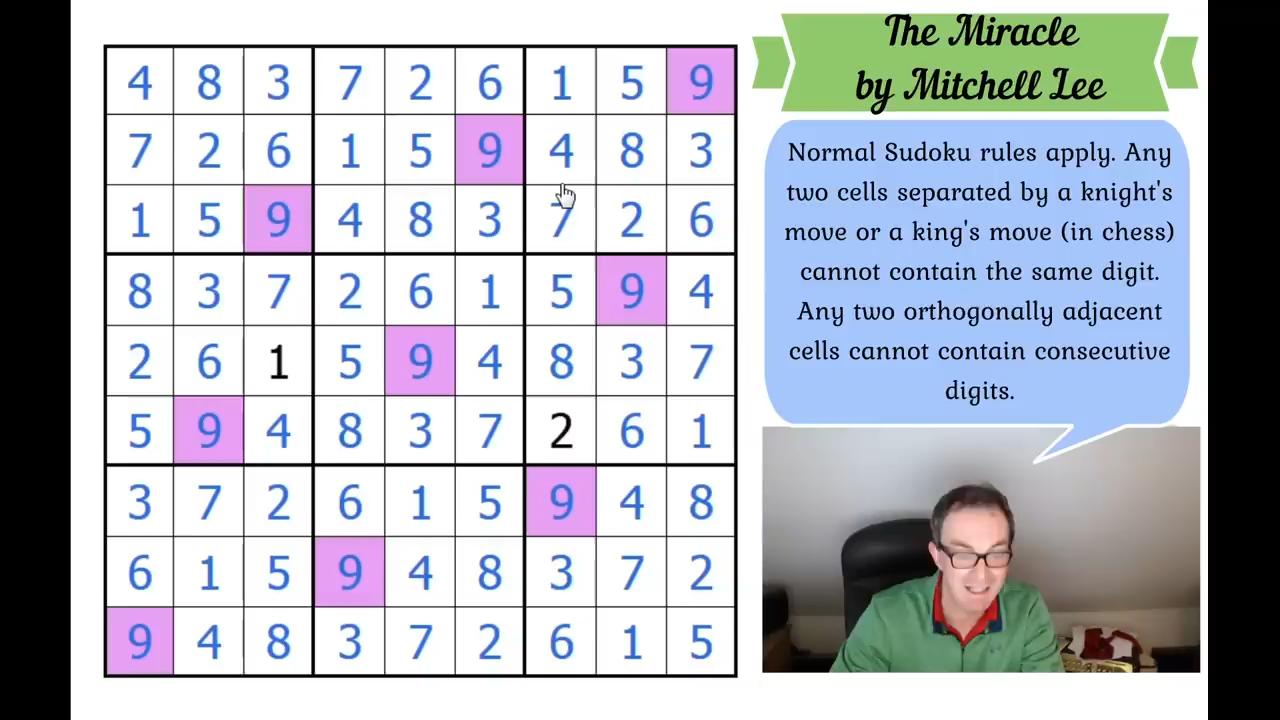 The Miracle
by Mitchell Lee
Normal Sudoku rules apply. Any
two cells separated by a knight's
move or a king's move (in chess)
cannot contain the same digit.
Any two orthogonally adjacent
cells cannot contain consecutive
digits.
4 8 3 7 2 6 1 5 9
7 2 6 1 5 9 4 8 3
1 5 9 4 8 3 7 2 6
8 3 7 2 6 1 5 9 4
2 6 1 5 9 4 8 3 7
5 9 4 8 3 7 2 6 1
3 7 2 6 1 5 9 4 8
6 1 5 9 4 8 3 7 2
9 4 8 3 7 2 6 1 5